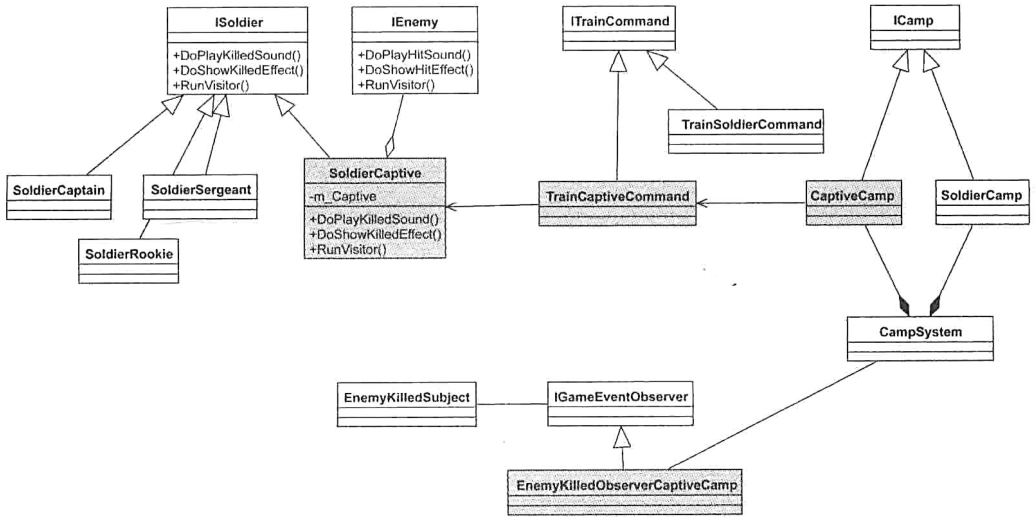 ISoldier
+DoPlayKilledSound()
+DoShowKilledEffect()
+RunVisitor()
IEnemy
+DoPlayHitSound()
+DoShowHitEffect()
+RunVisitor()
ITrainCommand
ICamp
TrainSoldierCommand
SoldierCaptain
SoldierSergeant
SoldierRookie
SoldierCaptive
-m_Captive
+DoPlayKilledSound()
+DoShowKilledEffect()
+RunVisitor()
TrainCaptiveCommand
CaptiveCamp
SoldierCamp
CampSystem
EnemyKilledSubject
IGameEventObserver
EnemyKilledObserverCaptiveCamp